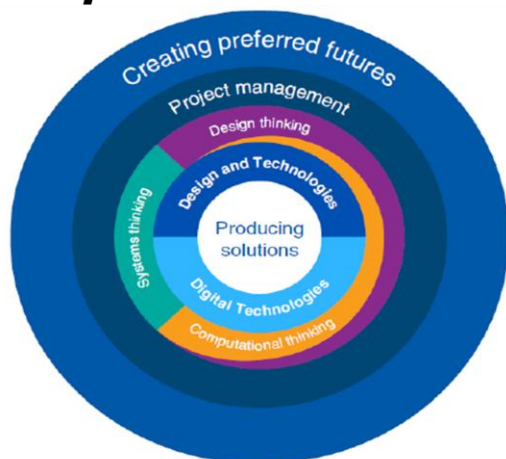 Creating preferred futures
Project management
Design thinking
Systems thinking
Design and Technologies
Producing
solutions
Digital Technologies
Computational thinking